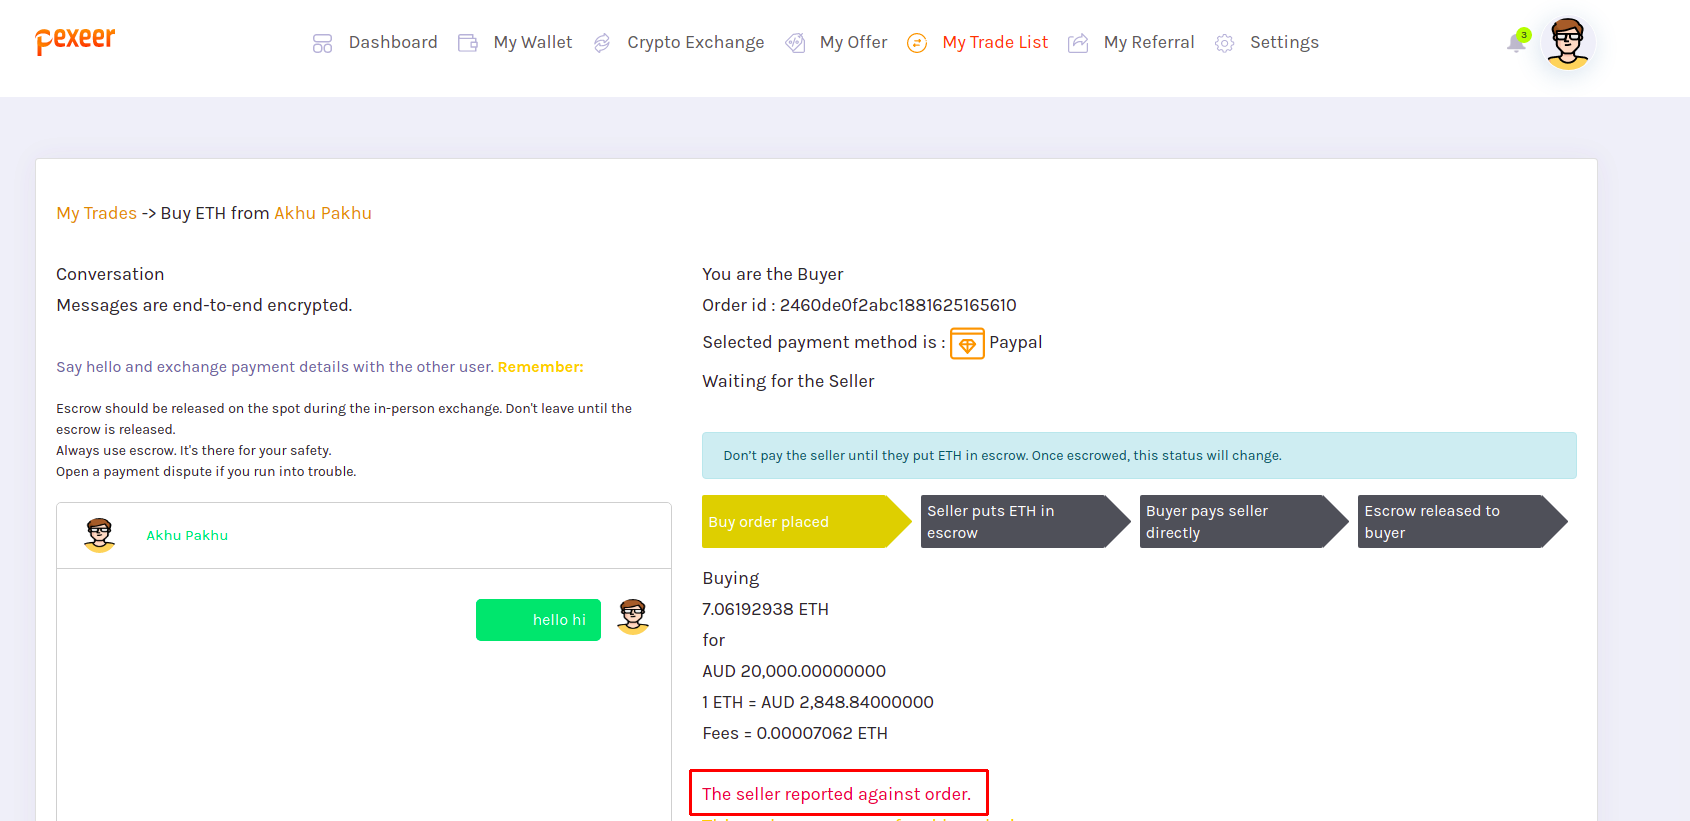 pexeer
Dashboard
My Wallet
Crypto Exchange
My Offer
My Trade List
My Referral
Settings
3
My Trades -> Buy ETH from Akhu Pakhu
Conversation
Messages are end-to-end encrypted.
Say hello and exchange payment details with the other user. Remember:
Escrow should be released on the spot during the in-person exchange. Don't leave until the
escrow is released.
Always use escrow. It's there for your safety.
Open a payment dispute if you run into trouble.
Akhu Pakhu
hello hi
You are the Buyer
Order id : 2460de0f2abc1881625165610
Selected payment method is : Paypal
Waiting for the Seller
Don’t pay the seller until they put ETH in escrow. Once escrowed, this status will change.
Buy order placed
Seller puts ETH in
escrow
Buyer pays seller
directly
Escrow released to
buyer
Buying
7.06192938 ETH
for
AUD 20,000.00000000
1 ETH = AUD 2,848.84000000
Fees = 0.00007062 ETH
The seller reported against order.